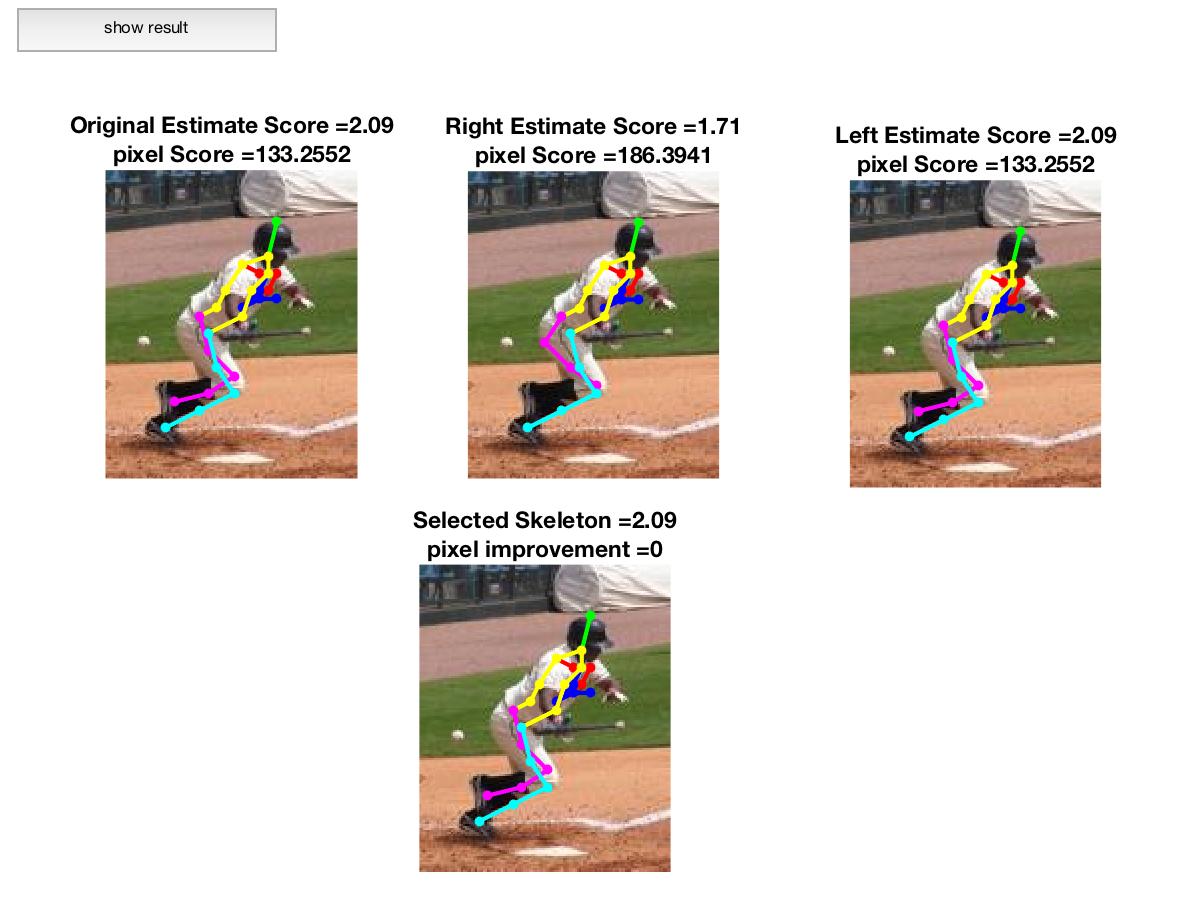 show result
Original Estimate Score =2.09
pixel Score =133.2552
Right Estimate Score =1.71
pixel Score =186.3941
Left Estimate Score =2.09
pixel Score =133.2552
Selected Skeleton =2.09
pixel improvement =0